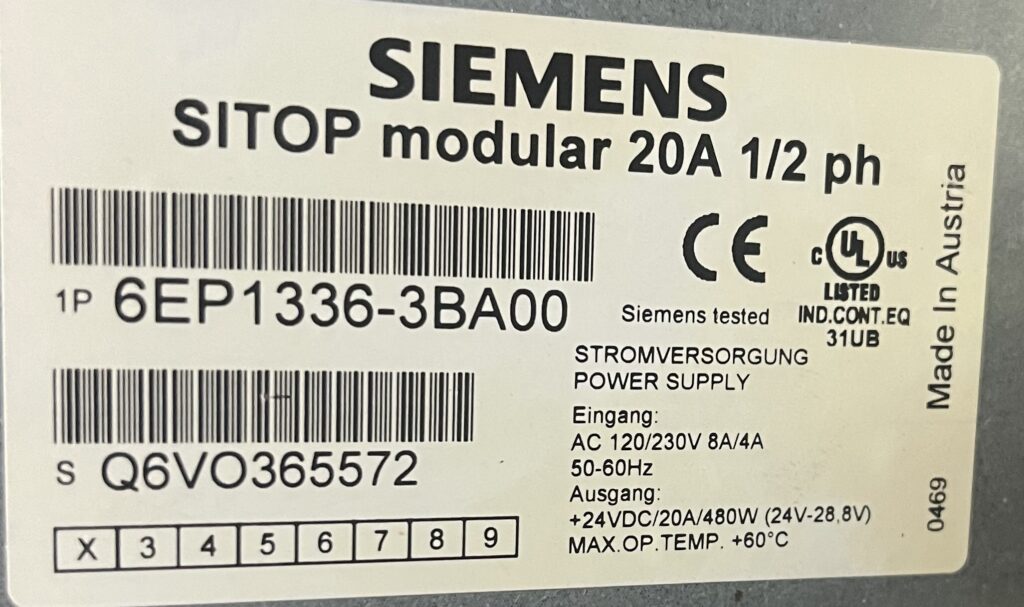 SIEMENS
SITOP modular 20A 1/2 ph
1P 6EP1336-3BA00
S Q6VO365572
X 3 4 5 6 7 8 9
CE
Siemens tested
C UL US
LISTED
IND.CONT.EQ
31UB
STROMVERSORGUNG
POWER SUPPLY
Eingang:
AC 120/230V 8A/4A
50-60Hz
Ausgang:
+24VDC/20A/480W (24V-28,8V)
MAX.OP.TEMP. +60°C
Made In Austria
0469